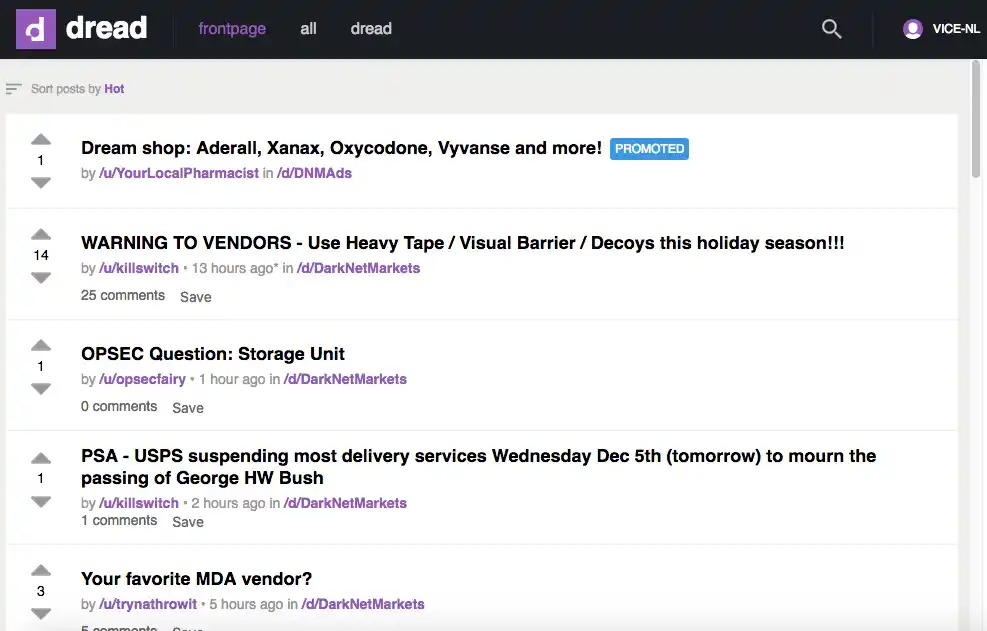 d dread frontpage all dread VICE-NL
Sort posts by Hot
Dream shop: Aderall, Xanax, Oxycodone, Vyvanse and more! PROMOTED
1
by /u/YourLocalPharmacist in /d/DNMAds
WARNING TO VENDORS - Use Heavy Tape / Visual Barrier / Decoys this holiday season!!!
14
by /u/killswitch • 13 hours ago* in /d/DarkNetMarkets
25 comments Save
OPSEC Question: Storage Unit
1
by /u/opsecfairy • 1 hour ago in /d/DarkNetMarkets
0 comments Save
PSA - USPS suspending most delivery services Wednesday Dec 5th (tomorrow) to mourn the
passing of George HW Bush
1
by /u/killswitch • 2 hours ago in /d/DarkNetMarkets
1 comments Save
Your favorite MDA vendor?
3
by /u/trynathrowit • 5 hours ago in /d/DarkNetMarkets
5 comments Save